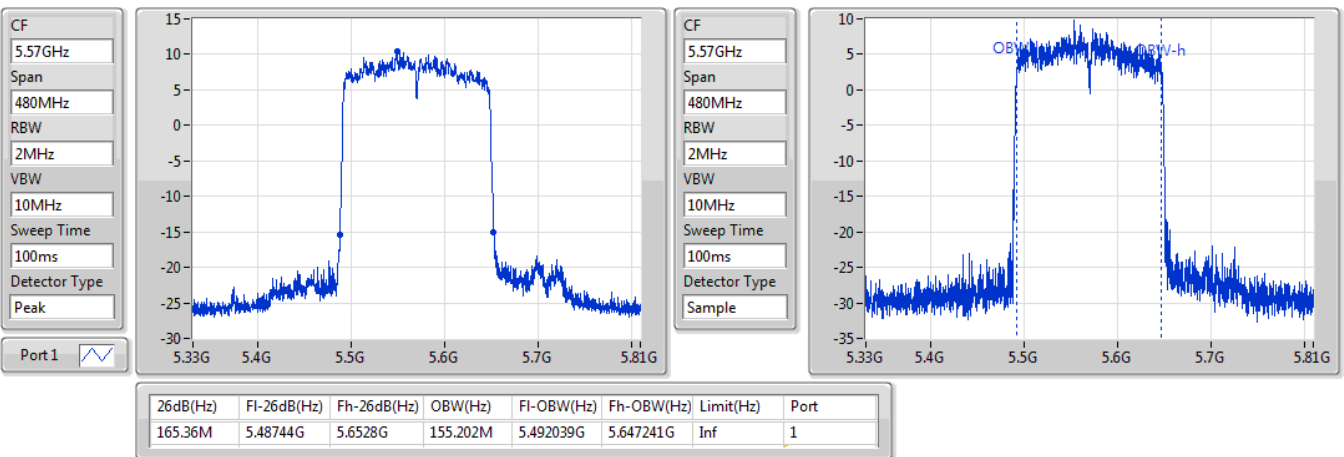 CF
5.57GHz
Span
480MHz
RBW
2MHz
VBW
10MHz
Sweep Time
100ms
Detector Type
Peak
Port 1
15
10
5
0
-5
-10
-15
-20
-25
-30
5.33G 5.4G 5.5G 5.6G 5.7G 5.81G
CF
5.57GHz
Span
480MHz
RBW
2MHz
VBW
10MHz
Sweep Time
100ms
Detector Type
Sample
10
5
0
-5
-10
-15
-20
-25
-30
-35
OBW-h
5.33G 5.4G 5.5G 5.6G 5.7G 5.81G
26dB(Hz) Fl-26dB(Hz) Fh-26dB(Hz) OBW(Hz) Fl-OBW(Hz) Fh-OBW(Hz) Limit(Hz) Port
165.36M 5.48744G 5.6528G 155.202M 5.492039G 5.647241G Inf 1